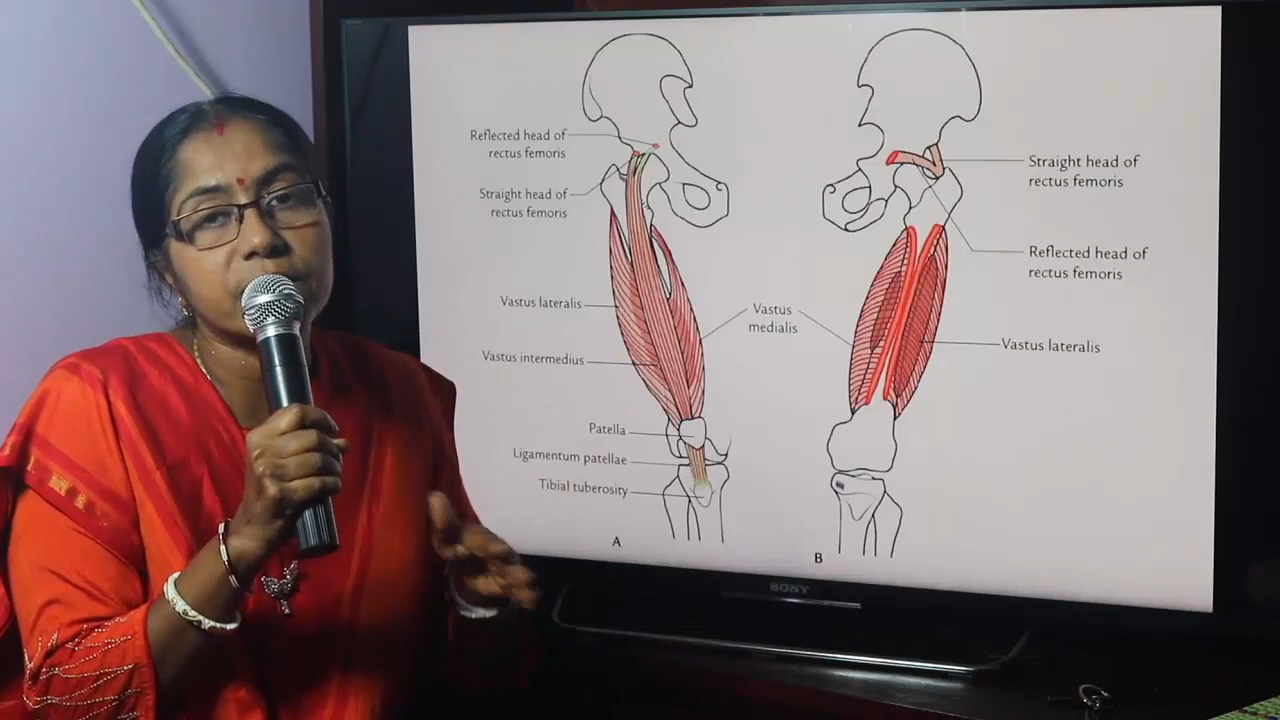 Reflected head of
rectus femoris
Straight head of
rectus femoris
Vastus lateralis
Vastus intermedius
Patella
Ligamentum patellae
Tibial tuberosity
A
Vastus
medialis
Straight head of
rectus femoris
Reflected head of
rectus femoris
Vastus lateralis
B
SONY